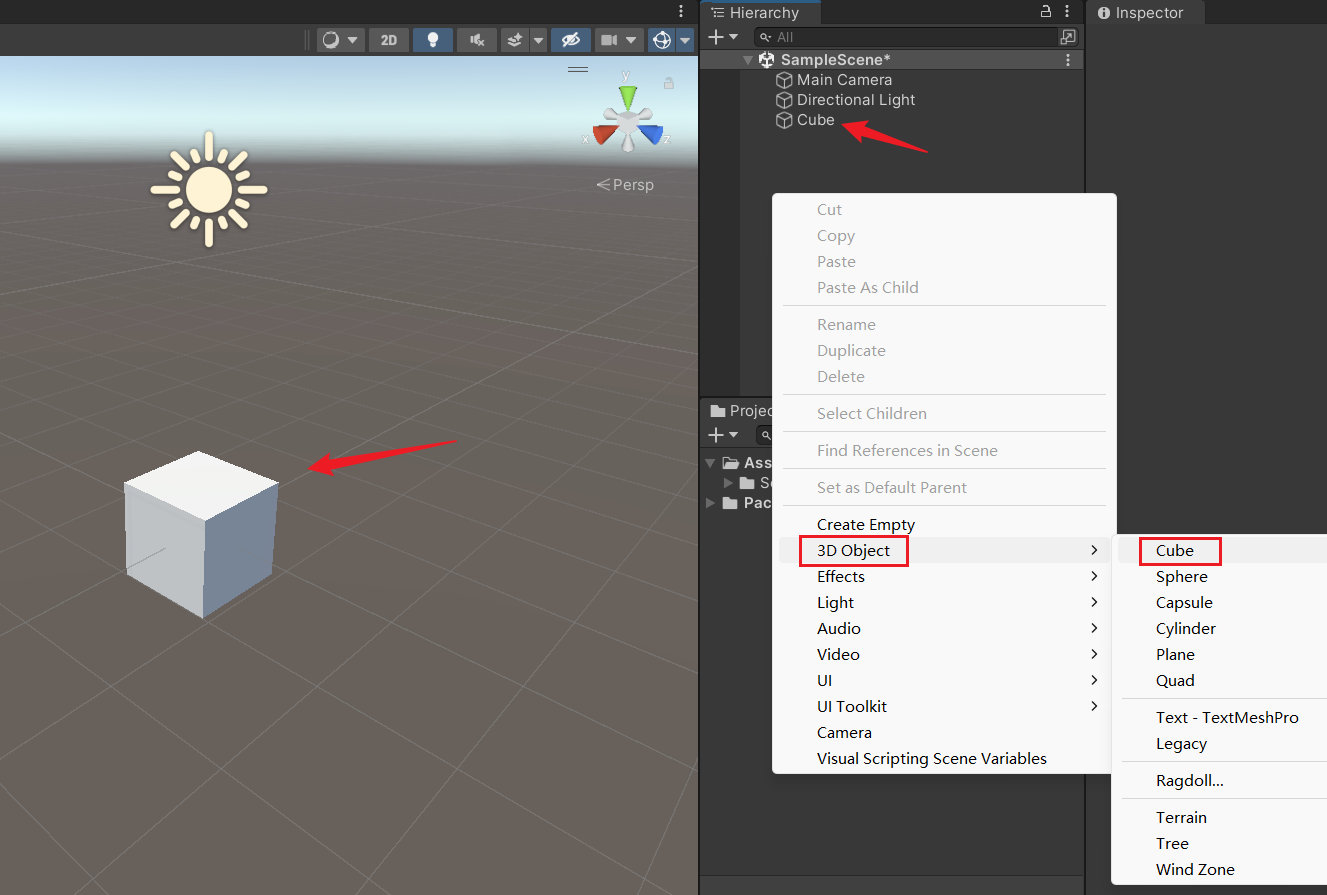 Hierarchy
Inspector
2D
All
SampleScene*
Main Camera
Directional Light
Cube
y
x
z
Persp
Cut
Copy
Paste
Paste As Child
Rename
Duplicate
Delete
Select Children
Find References in Scene
Set as Default Parent
Create Empty
3D Object
Effects
Light
Audio
Video
UI
UI Toolkit
Camera
Visual Scripting Scene Variables
Projec
Ass
Sc
Pac
Cube
Sphere
Capsule
Cylinder
Plane
Quad
Text - TextMeshPro
Legacy
Ragdoll...
Terrain
Tree
Wind Zone